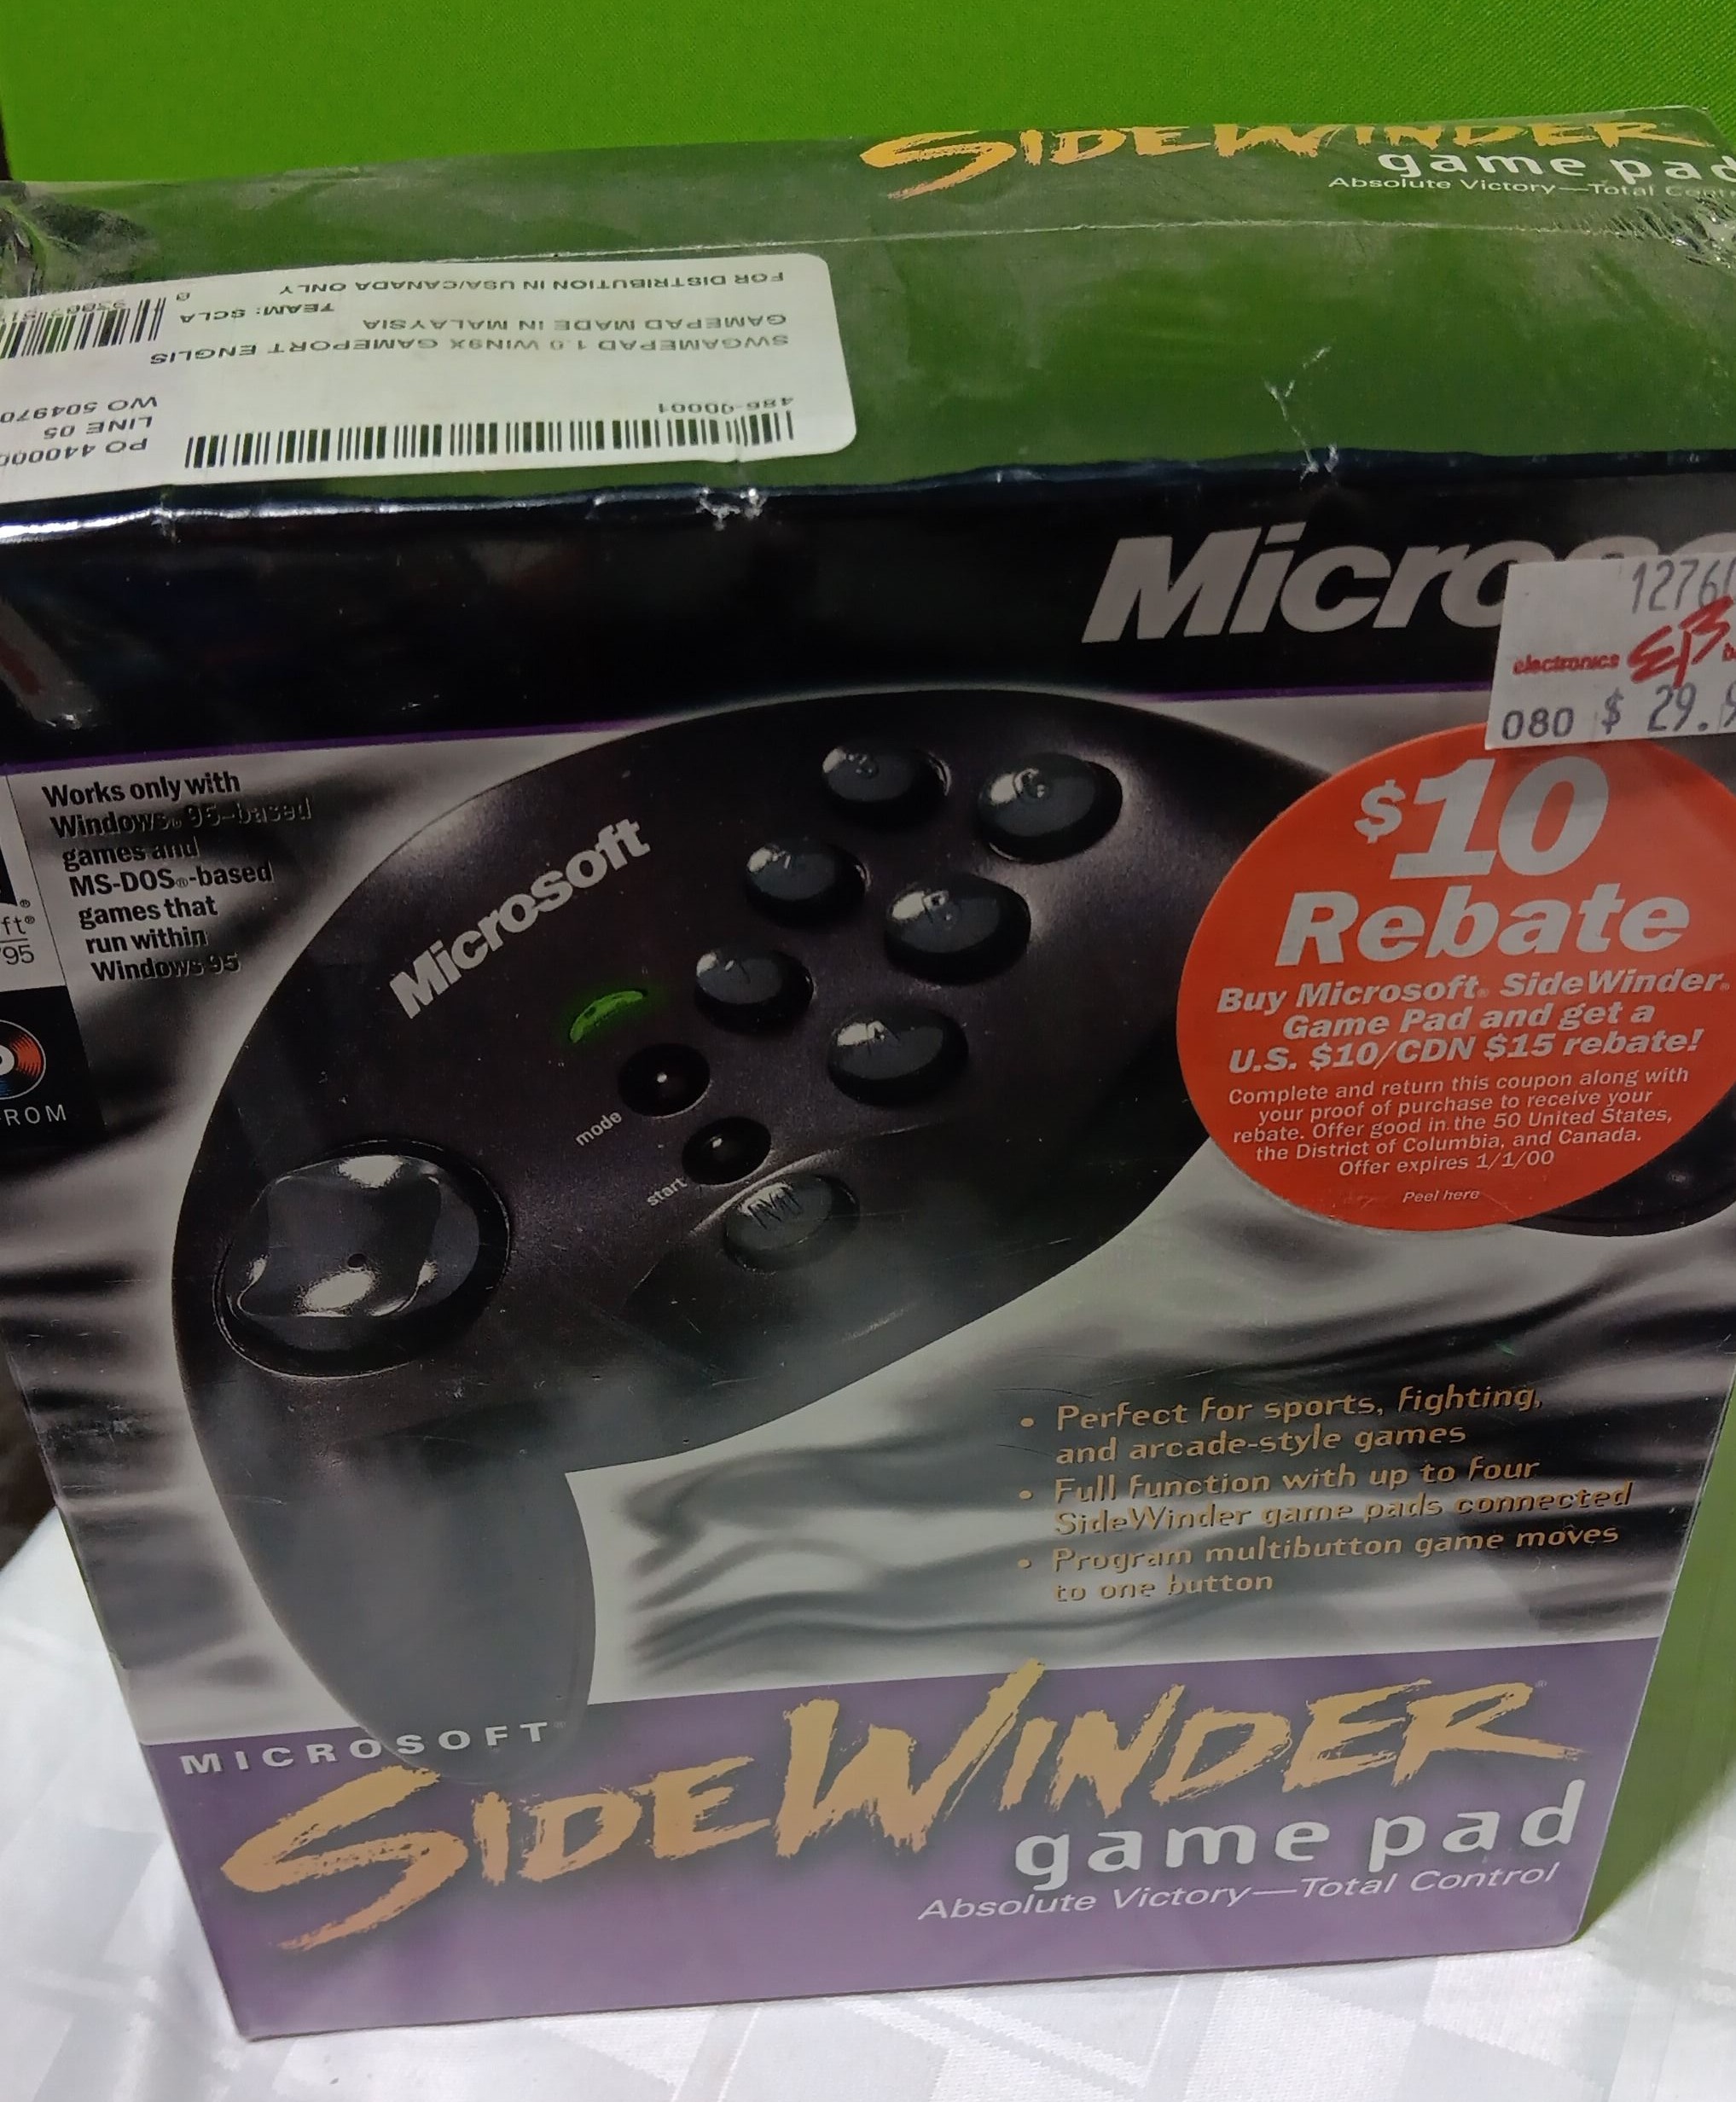 SIDEWINDER
game pad
Absolute Victory—Total
FOR DISTRIBUTION IN USA/CANADA ONLY
TEAM: SCLA
GAMEPAD MADE IN MALAYSIA
SWGAMEPAD 1.0 WIN9X GAMEPORT ENGLIS
WO 504970
LINE 05
486-00001
electronics EB
080 $ 29.
Works only with
Windows® 95-based
games and
MS-DOS®-based
games that
run within
Windows 95
Microsoft
mode
start
M
$10
Rebate
Buy Microsoft® SideWinder®
Game Pad and get a
U.S. $10/CDN $15 rebate!
Complete and return this coupon along with
your proof of purchase to receive your
rebate. Offer good in the 50 United States,
the District of Columbia, and Canada.
Offer expires 1/1/00
Peel here
• Perfect for sports, fighting,
and arcade-style games
• Full function with up to four
SideWinder game pads connected
• Program multibutton game moves
to one button
MICROSOFT®
SIDEWINDER®
game pad
Absolute Victory—Total Control